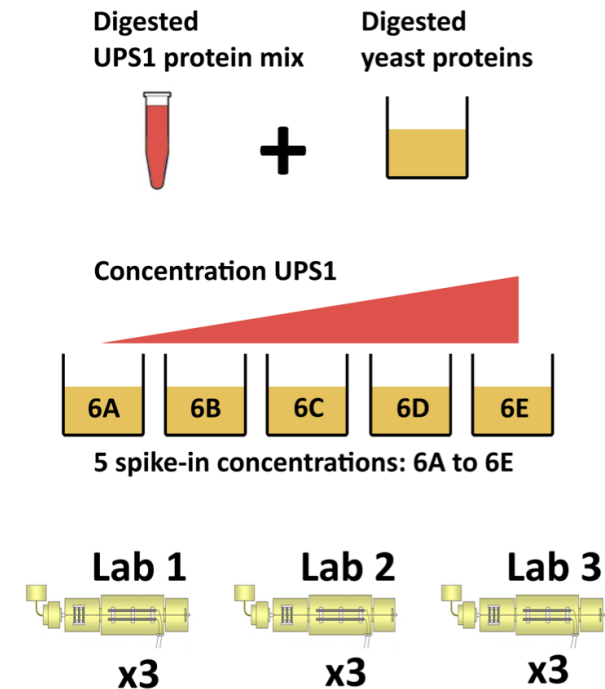 Digested
UPS1 protein mix
Digested
yeast proteins
+
Concentration UPS1
6A
6B
6C
6D
6E
5 spike-in concentrations: 6A to 6E
Lab 1
Lab 2
Lab 3
x3
x3
x3